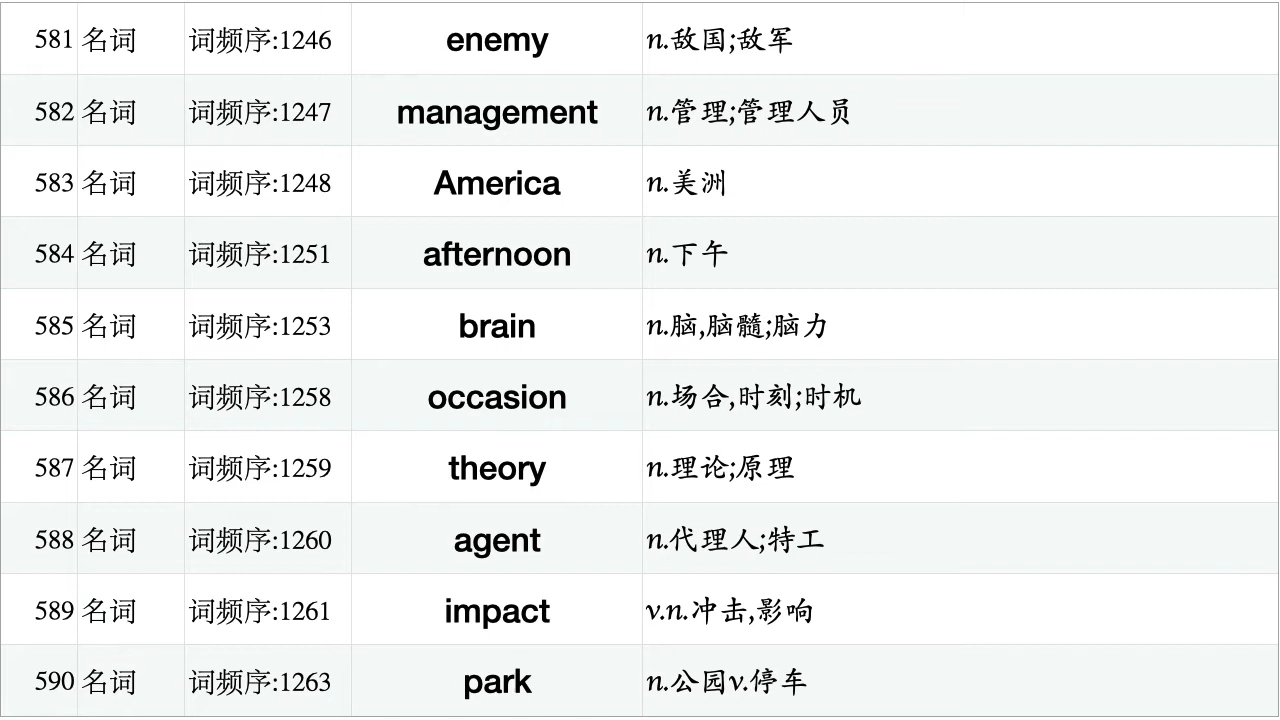 581 名词 词频序:1246 enemy n.敌国;敌军
582 名词 词频序:1247 management n.管理;管理人员
583 名词 词频序:1248 America n.美洲
584 名词 词频序:1251 afternoon n.下午
585 名词 词频序:1253 brain n.脑,脑髓;脑力
586 名词 词频序:1258 occasion n.场合,时刻;时机
587 名词 词频序:1259 theory n.理论;原理
588 名词 词频序:1260 agent n.代理人;特工
589 名词 词频序:1261 impact v.n.冲击,影响
590 名词 词频序:1263 park n.公园v.停车